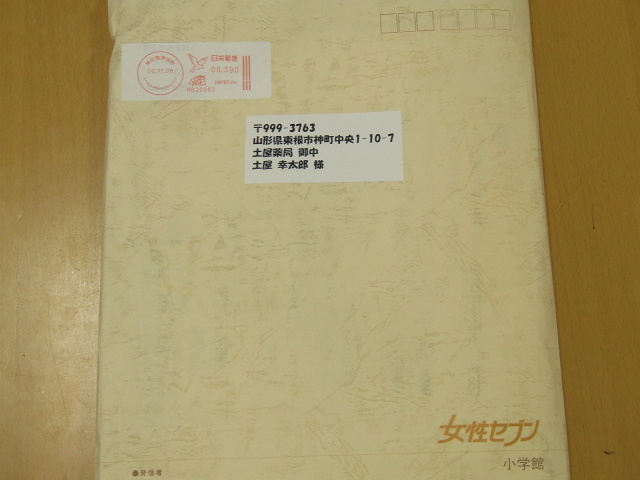 日本郵便
00.390
〒999-3763
山形県東根市神町中央1-10-7
土屋薬局 御中
土屋 幸太郎 様
女性セブン
小学館
●発信者